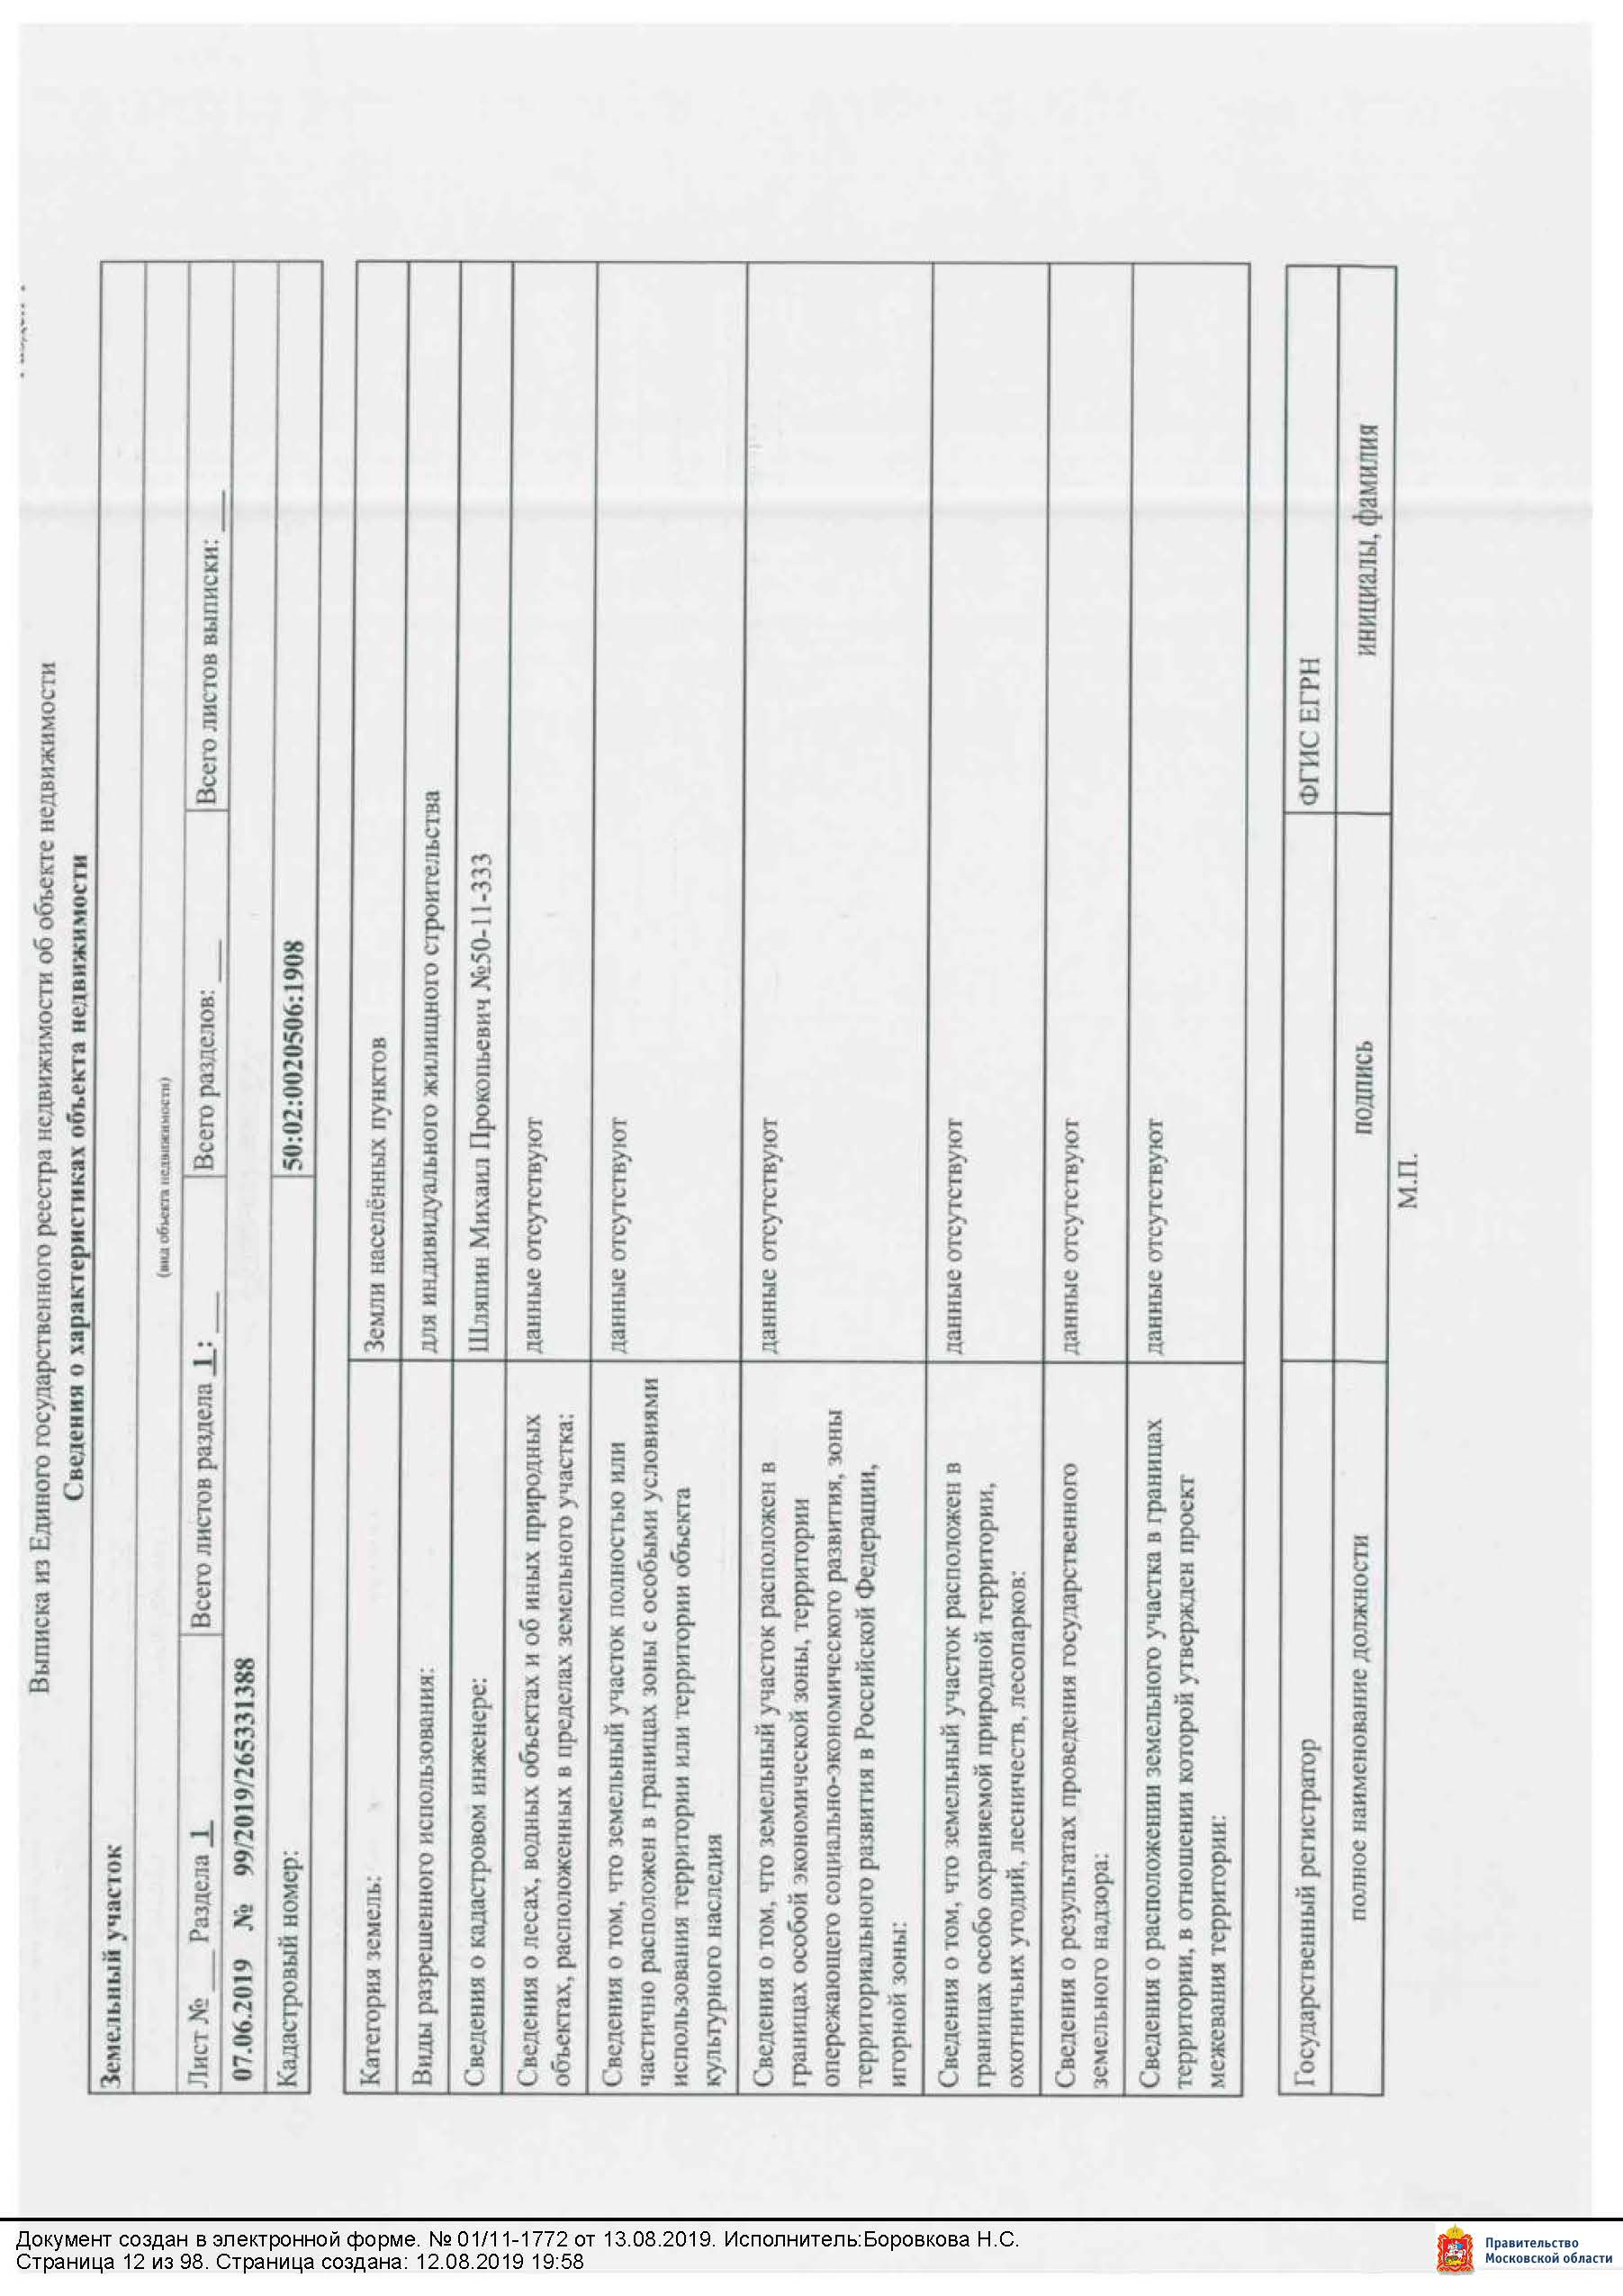 Выписка из Единого государственного реестра недвижимости об объекте недвижимости
Сведения о характеристиках объекта недвижимости
Земельный участок
(вид объекта недвижимости)
Лист № ___ Раздела 1 Всего листов раздела 1 : ___ Всего разделов: ___ Всего листов выписки: ___
07.06.2019 № 99/2019/265331388
Кадастровый номер: 50:02:0020506:1908
Категория земель: Земли населённых пунктов
Виды разрешенного использования: для индивидуального жилищного строительства
Сведения о кадастровом инженере: Шляпин Михаил Прокопьевич №50-11-333
Сведения о лесах, водных объектах и об иных природных
объектах, расположенных в пределах земельного участка:
данные отсутствуют
Сведения о том, что земельный участок полностью или
частично расположен в границах зоны с особыми условиями
использования территории или территории объекта
культурного наследия
данные отсутствуют
Сведения о том, что земельный участок расположен в
границах особой экономической зоны, территории
опережающего социально-экономического развития, зоны
территориального развития в Российской Федерации,
игорной зоны:
данные отсутствуют
Сведения о том, что земельный участок расположен в
границах особо охраняемой природной территории,
охотничьих угодий, лесничеств, лесопарков:
данные отсутствуют
Сведения о результатах проведения государственного
земельного надзора:
данные отсутствуют
Сведения о расположении земельного участка в границах
территории, в отношении которой утвержден проект
межевания территории:
данные отсутствуют
Государственный регистратор ФГИС ЕГРН
полное наименование должности подпись инициалы, фамилия
М.П.
Документ создан в электронной форме. № 01/11-1772 от 13.08.2019. Исполнитель:Боровкова Н.С.
Страница 12 из 98. Страница создана: 12.08.2019 19:58
Правительство
Московской области